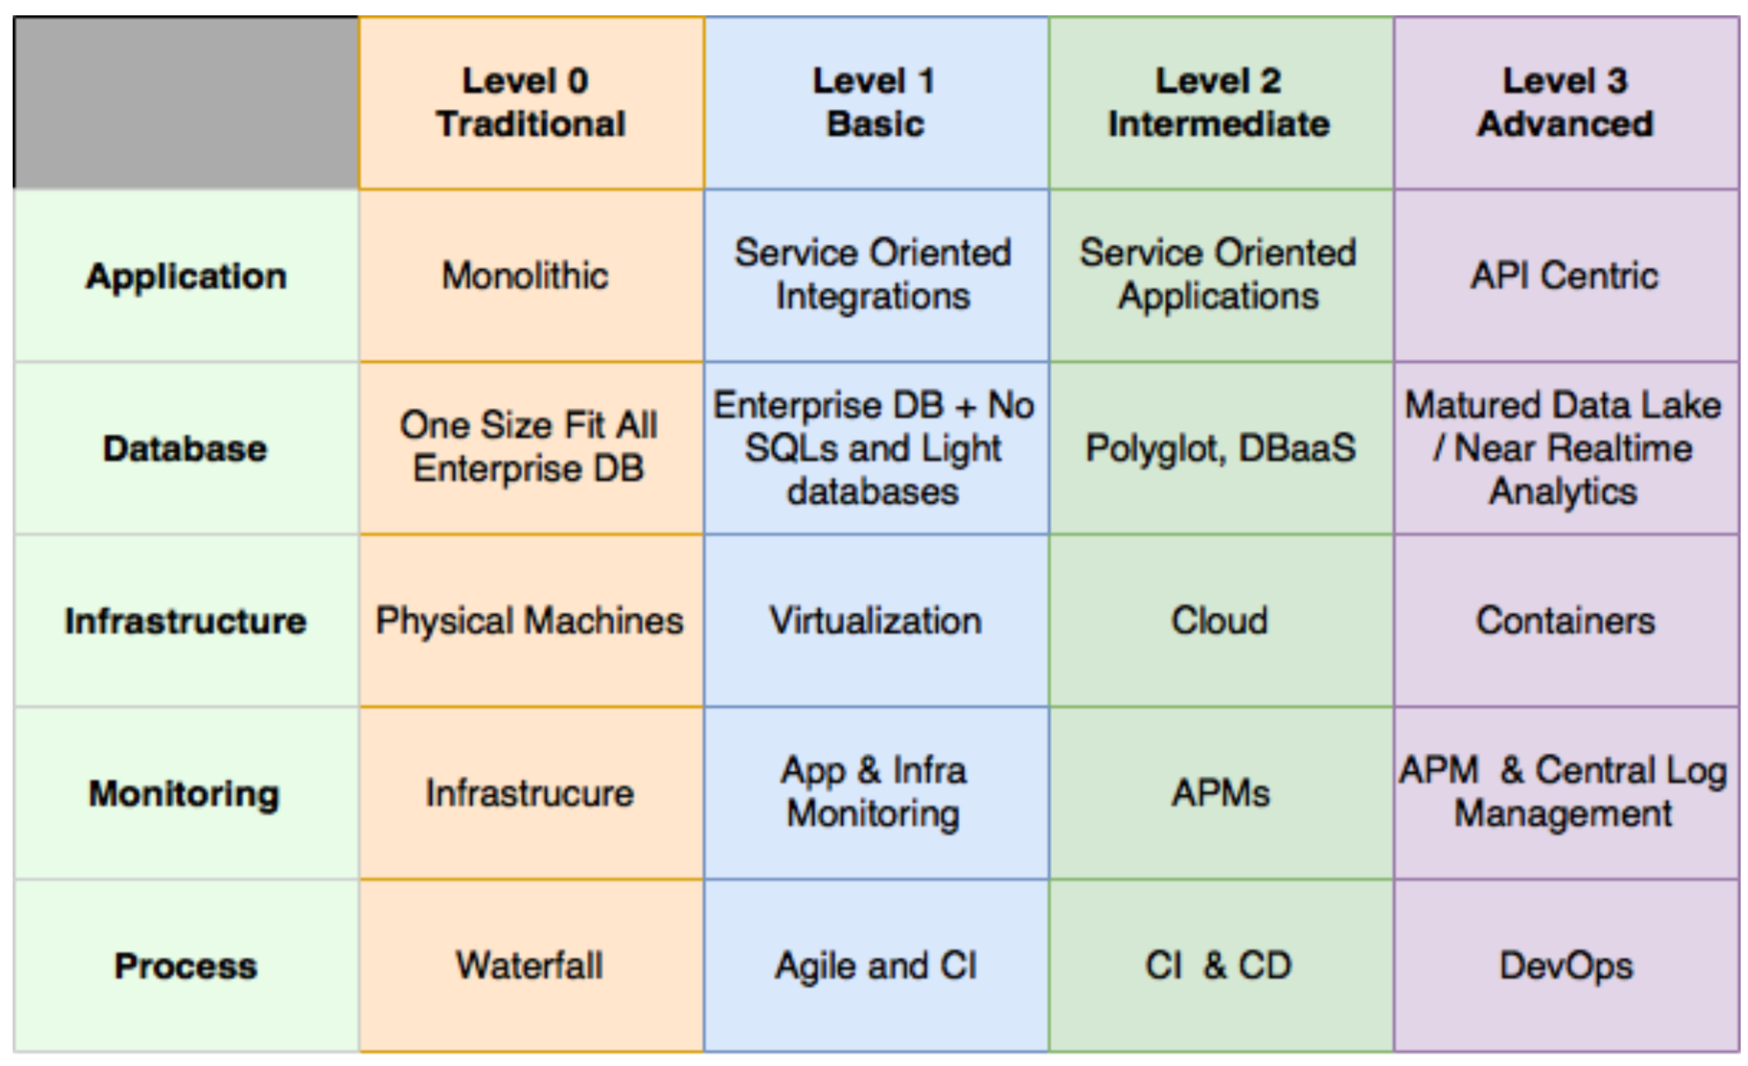 Level 0
Traditional
Level 1
Basic
Level 2
Intermediate
Level 3
Advanced
Application
Monolithic
Service Oriented
Integrations
Service Oriented
Applications
API Centric
Database
One Size Fit All
Enterprise DB
Enterprise DB + No
SQLs and Light
databases
Polyglot, DBaaS
Matured Data Lake
/ Near Realtime
Analytics
Infrastructure
Physical Machines
Virtualization
Cloud
Containers
Monitoring
Infrastrucure
App & Infra
Monitoring
APMs
APM & Central Log
Management
Process
Waterfall
Agile and CI
CI & CD
DevOps